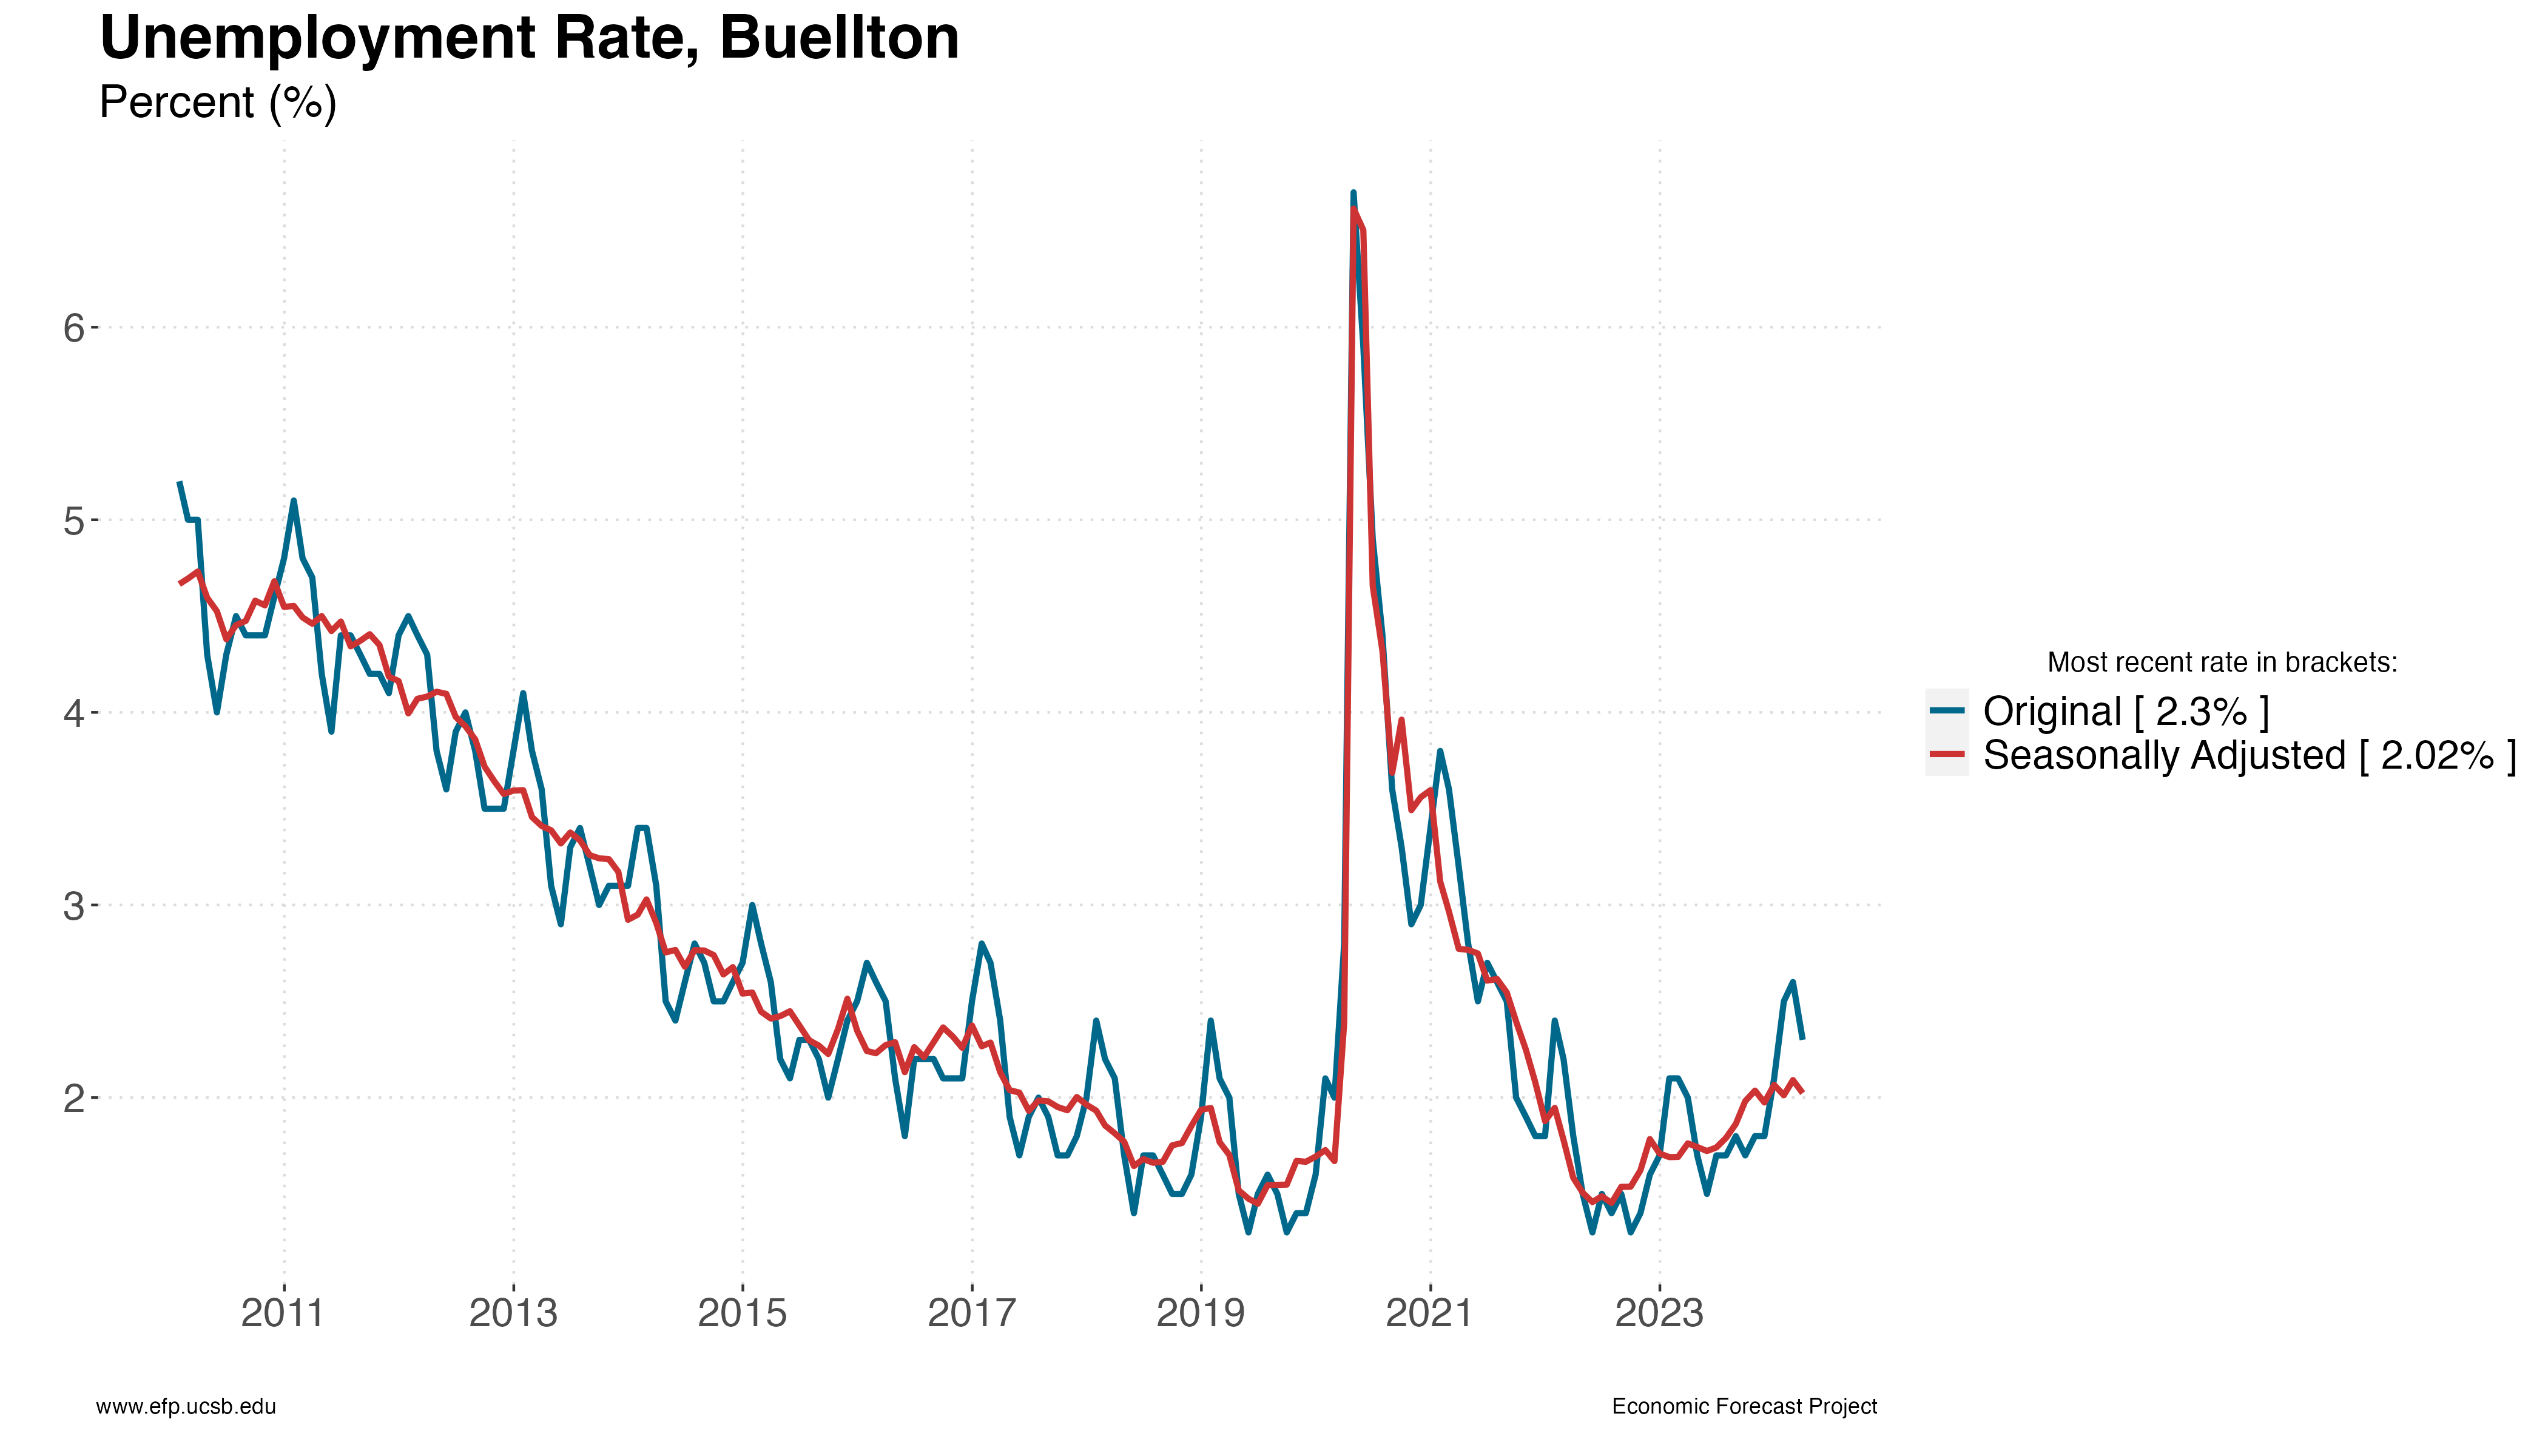 Unemployment Rate, Buellton
Percent (%)
6
5
4
3
2
2011 2013 2015 2017 2019 2021 2023
Most recent rate in brackets:
Original [ 2.3% ]
Seasonally Adjusted [ 2.02% ]
www.efp.ucsb.edu
Economic Forecast Project